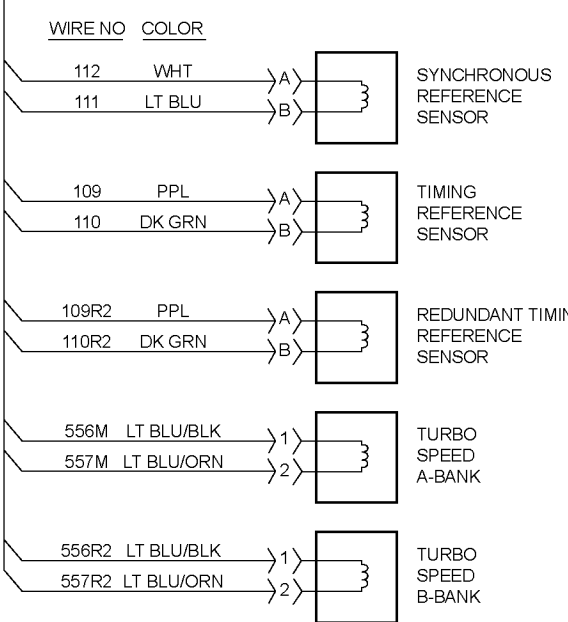 WIRE NO COLOR
112 WHT A
111 LT BLU B
SYNCHRONOUS
REFERENCE
SENSOR
109 PPL A
110 DK GRN B
TIMING
REFERENCE
SENSOR
109R2 PPL A
110R2 DK GRN B
REDUNDANT TIMIN
REFERENCE
SENSOR
556M LT BLU/BLK 1
557M LT BLU/ORN 2
TURBO
SPEED
A-BANK
556R2 LT BLU/BLK 1
557R2 LT BLU/ORN 2
TURBO
SPEED
B-BANK